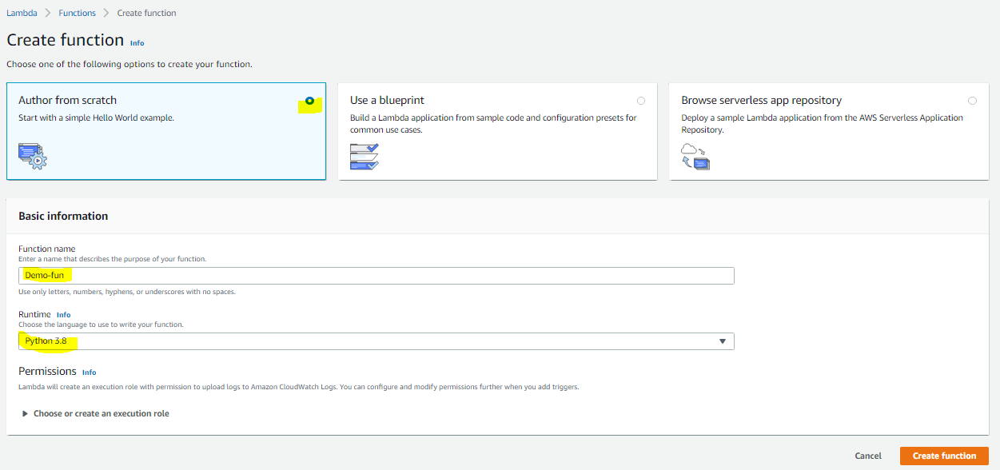 Lambda > Functions > Create function
Create function Info
Choose one of the following options to create your function.
Author from scratch
Start with a simple Hello World example.
Use a blueprint
Build a Lambda application from sample code and configuration presets for
common use cases.
Browse serverless app repository
Deploy a sample Lambda application from the AWS Serverless Application
Repository.
Basic information
Function name
Enter a name that describes the purpose of your function.
Demo-fun
Use only letters, numbers, hyphens, or underscores with no spaces.
Runtime Info
Choose the language to use to write your function.
Python 3.8
Permissions Info
Lambda will create an execution role with permission to upload logs to Amazon CloudWatch Logs. You can configure and modify permissions further when you add triggers.
Choose or create an execution role
Cancel Create function